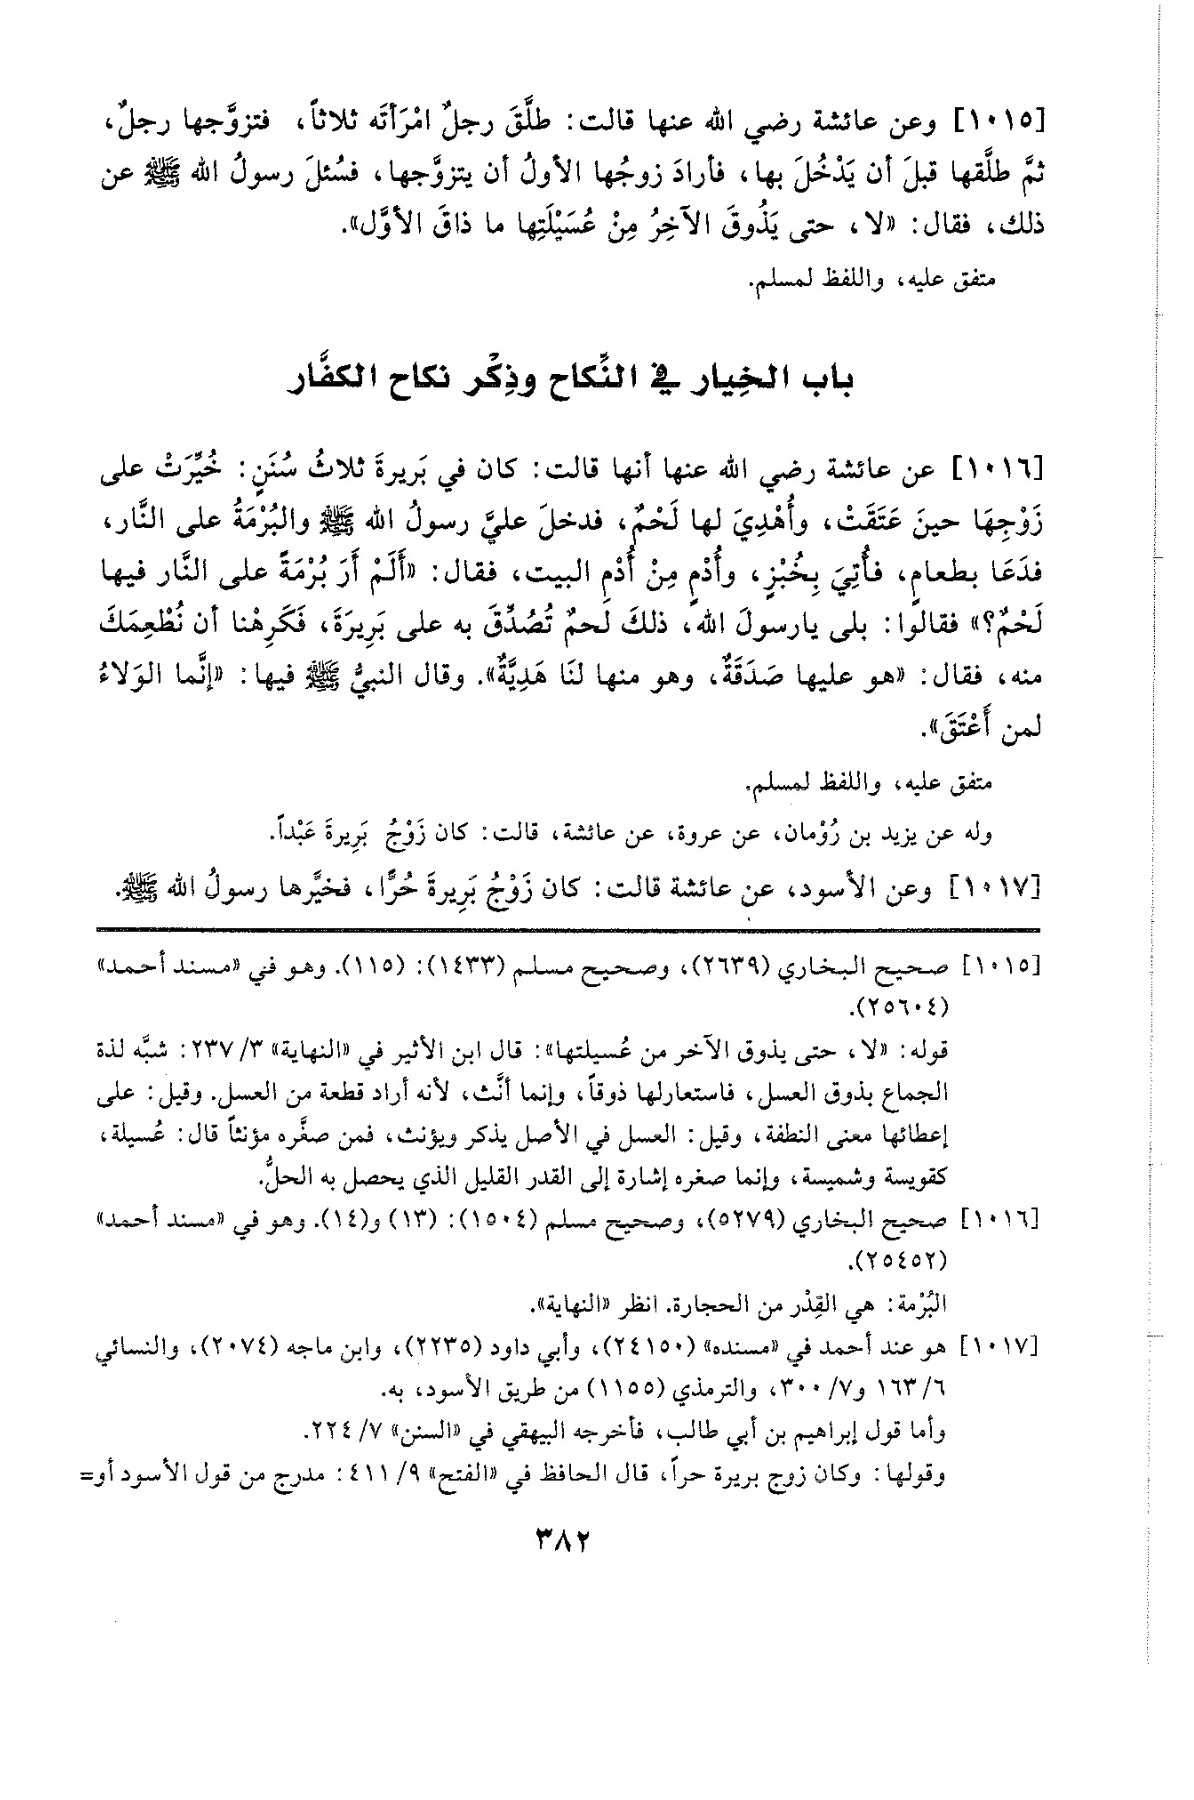 [١٠١٥] وعن عائشة رضي الله عنها قالت: طلَّقَ رجلٌ امْرَأتَه ثلاثاً، فتزوَّجها رجلٌ،
ثمَّ طلَّقها قبلَ أن يَدْخُلَ بها، فأرادَ زوجُها الأولُ أن يتزوَّجها، فسُئلَ رسولُ الله ﷺ عن
ذلك، فقال: «لا، حتى يَذُوقَ الآخِرُ مِنْ عُسَيْلَتِها ما ذاقَ الأوَّل».
متفق عليه، واللفظ لمسلم.
باب الخِيار في النِّكاح وذِكْر نكاح الكفَّار
[١٠١٦] عن عائشة رضي الله عنها أنها قالت: كان في بَريرةَ ثلاثُ سُنَنٍ: خُيِّرَتْ على
زَوْجِهَا حينَ عَتَقَتْ، وأُهْدِيَ لها لَحْمٌ، فدخلَ عليَّ رسولُ الله ﷺ والبُرْمَةُ على النَّار،
فدَعَا بطعامٍ، فأُتِيَ بِخُبْزٍ، وأُدْمٍ مِنْ أُدْمِ البيت، فقال: «أَلَمْ أَرَ بُرْمَةً على النَّار فيها
لَحْمٌ؟» فقالوا: بلى يارسولَ الله، ذلكَ لَحمٌ تُصُدِّقَ به على بَرِيرَةَ، فَكَرِهْنا أن نُطْعِمَكَ
منه، فقال: «هو عليها صَدَقَةٌ، وهو منها لنَا هَدِيَّةٌ». وقال النبيُّ ﷺ فيها: «إنَّما الوَلاءُ
لمن أَعْتَقَ».
متفق عليه، واللفظ لمسلم.
وله عن يزيد بن رُوْمان، عن عروة، عن عائشة، قالت: كان زَوْجُ بَرِيرةَ عَبْداً.
[١٠١٧] وعن الأسود، عن عائشة قالت: كان زَوْجُ بَرِيرةَ حُرًّا، فخيَّرها رسولُ الله ﷺ.
[١٠١٥] صحيح البخاري (٢٦٣٩)، وصحيح مسلم (١٤٣٣): (١١٥). وهو في «مسند أحمد»
(٢٥٦٠٤).
قوله: «لا، حتى يذوق الآخر من عُسيلتها»: قال ابن الأثير في «النهاية» ٣/ ٢٣٧: شبَّه لذة
الجماع بذوق العسل، فاستعارلها ذوقاً، وإنما أنَّث، لأنه أراد قطعة من العسل. وقيل: على
إعطائها معنى النطفة، وقيل: العسل في الأصل يذكر ويؤنث، فمن صغَّره مؤنثاً قال: عُسيلة،
كقويسة وشميسة، وإنما صغره إشارة إلى القدر القليل الذي يحصل به الحلُّ.
[١٠١٦] صحيح البخاري (٥٢٧٩)، وصحيح مسلم (١٥٠٤): (١٣) و(١٤). وهو في «مسند أحمد»
(٢٥٤٥٢).
البُرْمة: هي القِدْر من الحجارة. انظر «النهاية».
[١٠١٧] هو عند أحمد في «مسنده» (٢٤١٥٠)، وأبي داود (٢٢٣٥)، وابن ماجه (٢٠٧٤)، والنسائي
٦/ ١٦٣ و٧/ ٣٠٠، والترمذي (١١٥٥) من طريق الأسود، به.
وأما قول إبراهيم بن أبي طالب، فأخرجه البيهقي في «السنن» ٧/ ٢٢٤.
وقولها: وكان زوج بريرة حراً، قال الحافظ في «الفتح» ٩/ ٤١١: مدرج من قول الأسود أو=
٣٨٢